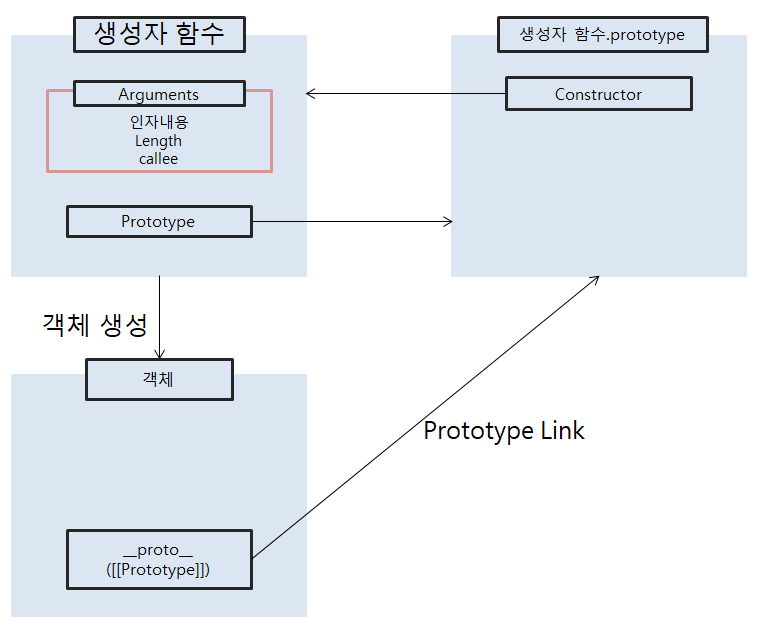 생성자 함수
Arguments
인자내용
Length
callee
Prototype
생성자 함수.prototype
Constructor
객체 생성
객체
__proto__
([[Prototype]])
Prototype Link